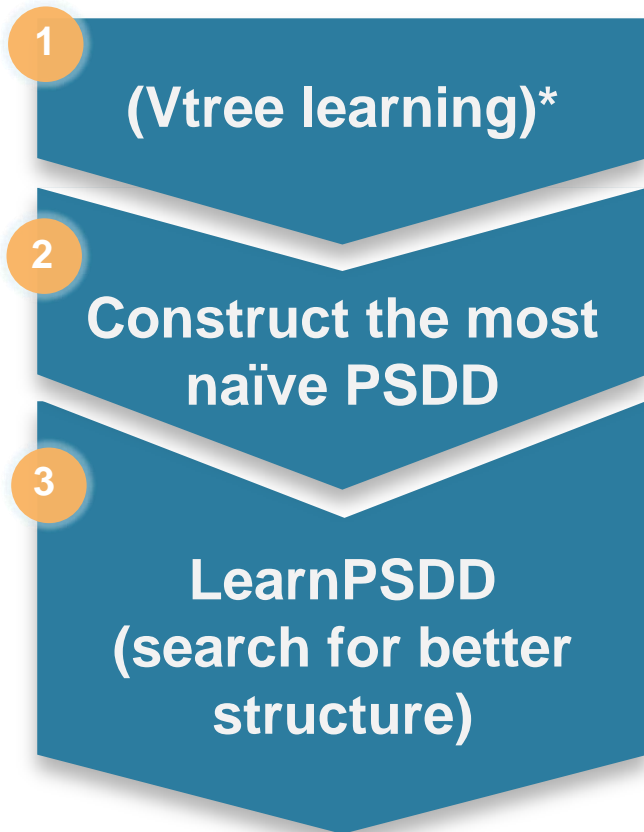 1
(Vtree learning)*
2
Construct the most
naïve PSDD
3
LearnPSDD
(search for better
structure)